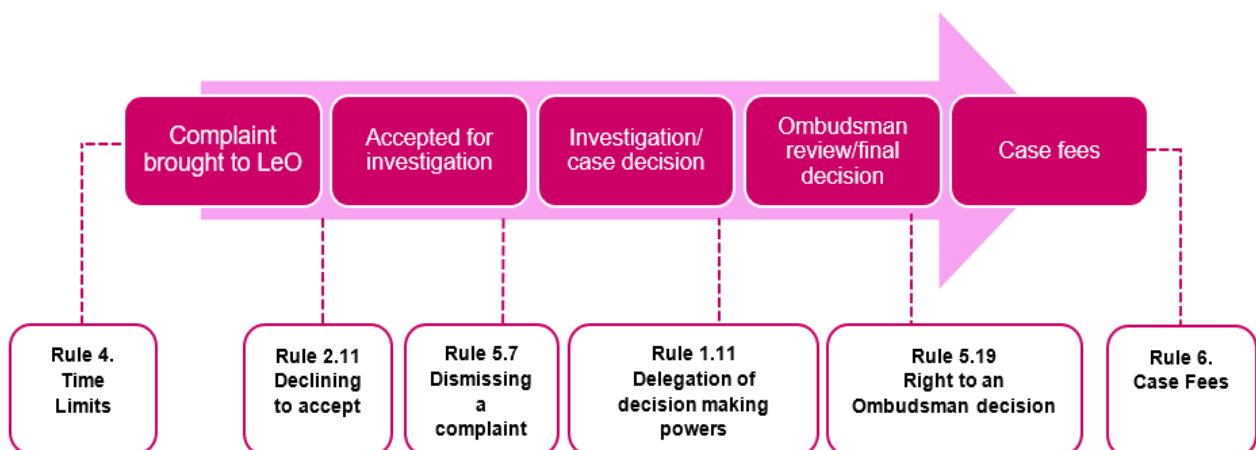 Complaint
brought to LeO
Accepted for
investigation
Investigation/
case decision
Ombudsman
review/final
decision
Case fees
Rule 4.
Time
Limits
Rule 2.11
Declining
to accept
Rule 5.7
Dismissing
a
complaint
Rule 1.11
Delegation of
decision making
powers
Rule 5.19
Right to an
Ombudsman decision
Rule 6.
Case Fees